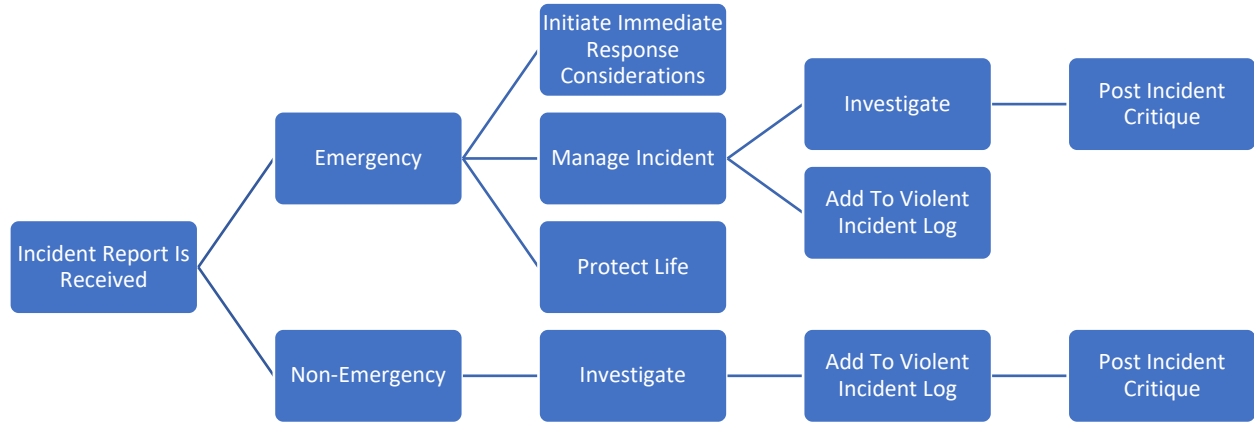 Initiate Immediate
Response
Considerations
Investigate
Post Incident
Critique
Emergency
Manage Incident
Add To Violent
Incident Log
Incident Report Is
Received
Protect Life
Non-Emergency
Investigate
Add To Violent
Incident Log
Post Incident
Critique